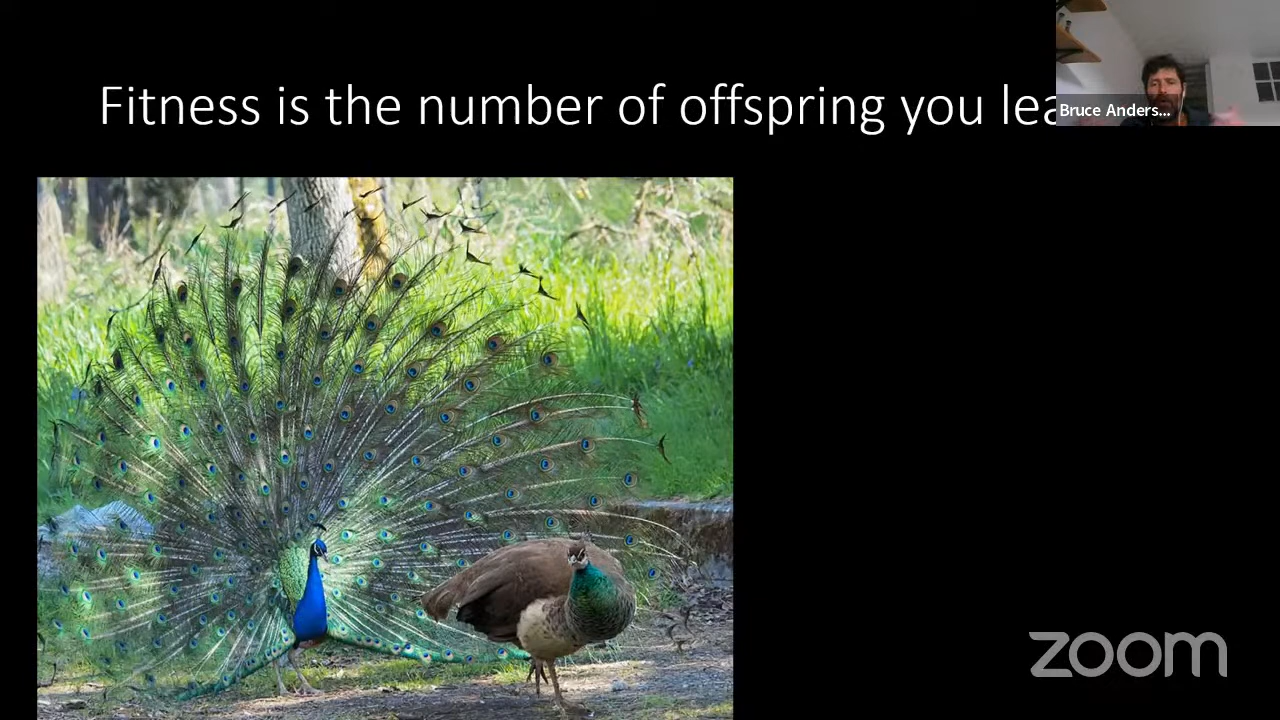 Fitness is the number of offspring you lea
Bruce Anders...
zoom